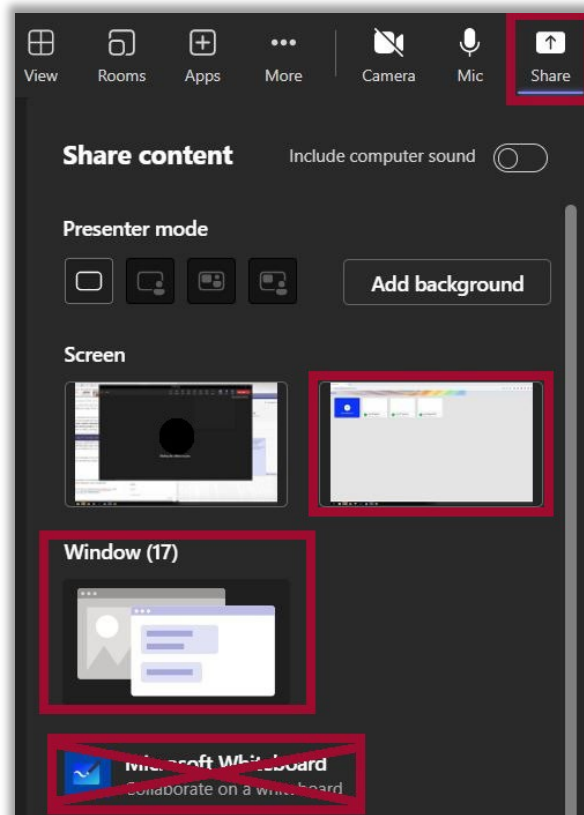 View Rooms Apps More Camera Mic Share
Share content Include computer sound
Presenter mode
Add background
Screen
Window (17)
Microsoft Whiteboard
Collaborate on a whiteboard